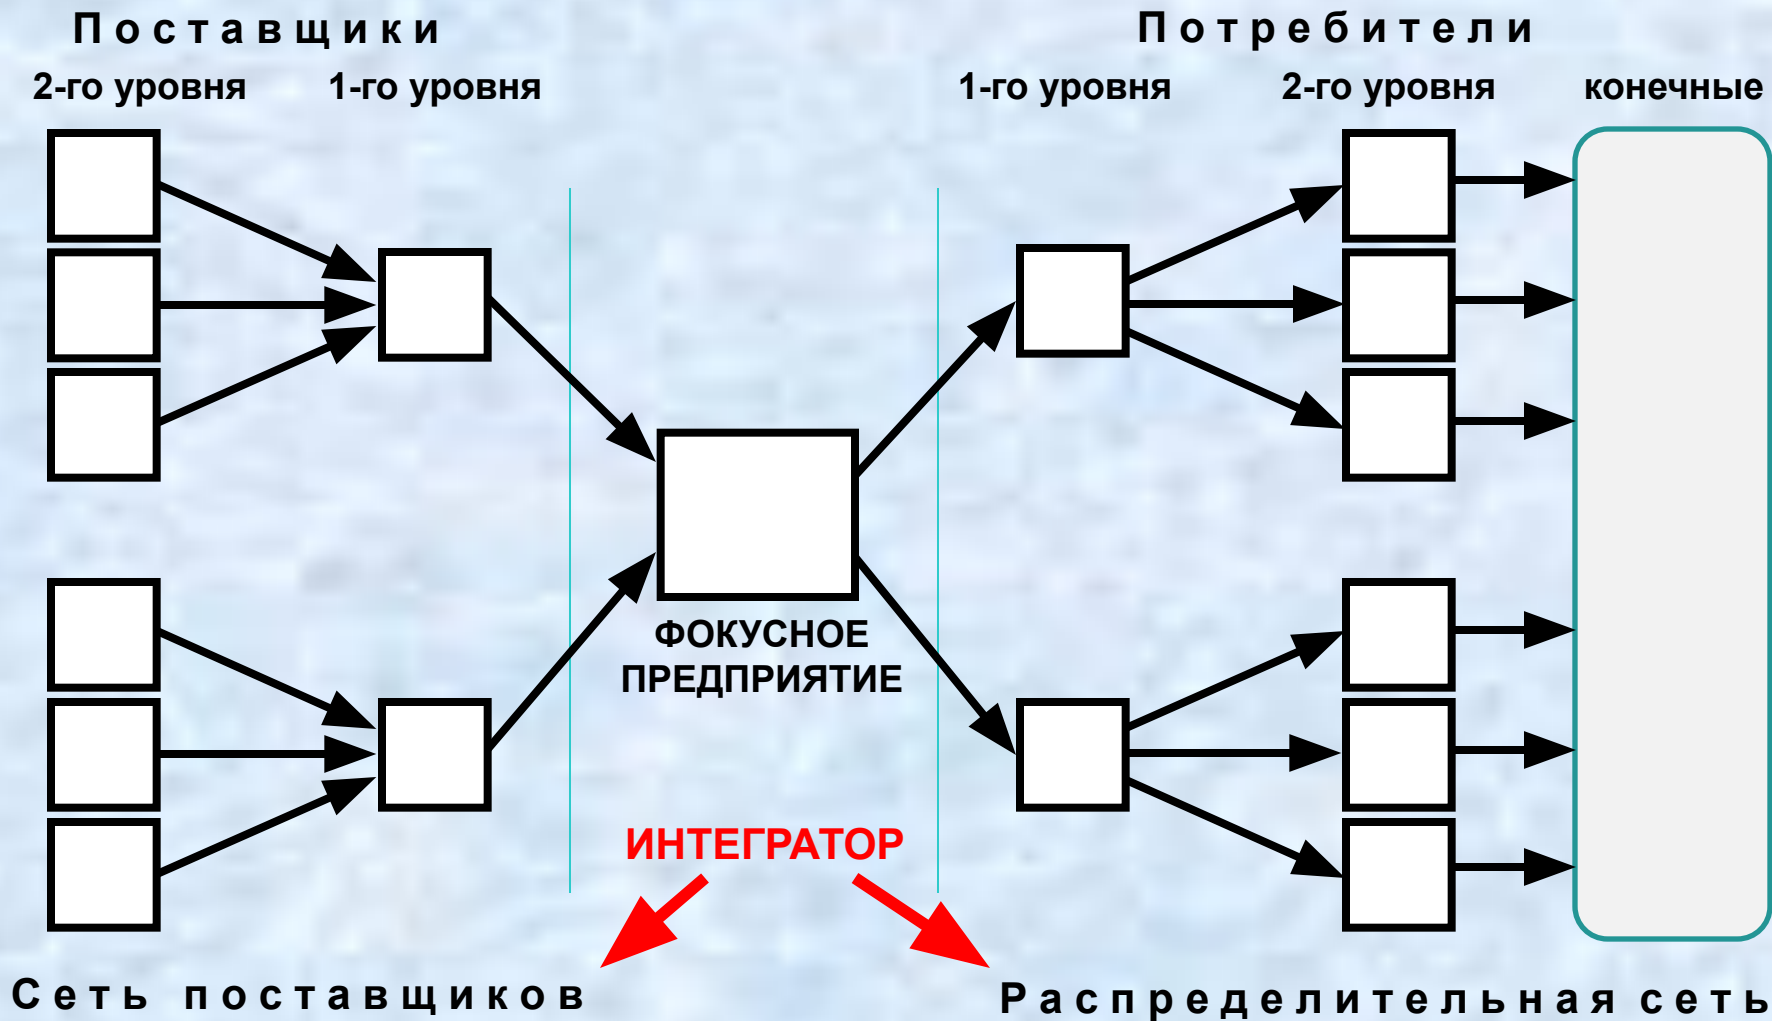 Поставщики
Потребители
2-го уровня
1-го уровня
1-го уровня
2-го уровня
конечные
ФОКУСНОЕ
ПРЕДПРИЯТИЕ
ИНТЕГРАТОР
Сеть поставщиков
Распределительная сеть